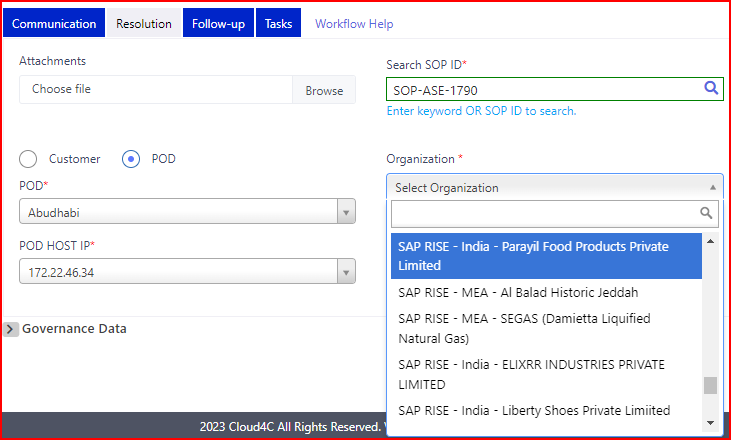 Communication Resolution Follow-up Tasks Workflow Help
Attachments
Choose file Browse
Search SOP ID*
SOP-ASE-1790
Enter keyword OR SOP ID to search.
Customer POD
POD*
Abudhabi
POD HOST IP*
172.22.46.34
Organization *
Select Organization
SAP RISE - India - Parayil Food Products Private
Limited
SAP RISE - MEA - Al Balad Historic Jeddah
SAP RISE - MEA - SEGAS (Damietta Liquified
Natural Gas)
SAP RISE - India - ELIXRR INDUSTRIES PRIVATE
LIMITED
SAP RISE - India - Liberty Shoes Private Limiited
Governance Data
2023 Cloud4C All Rights Reserved.